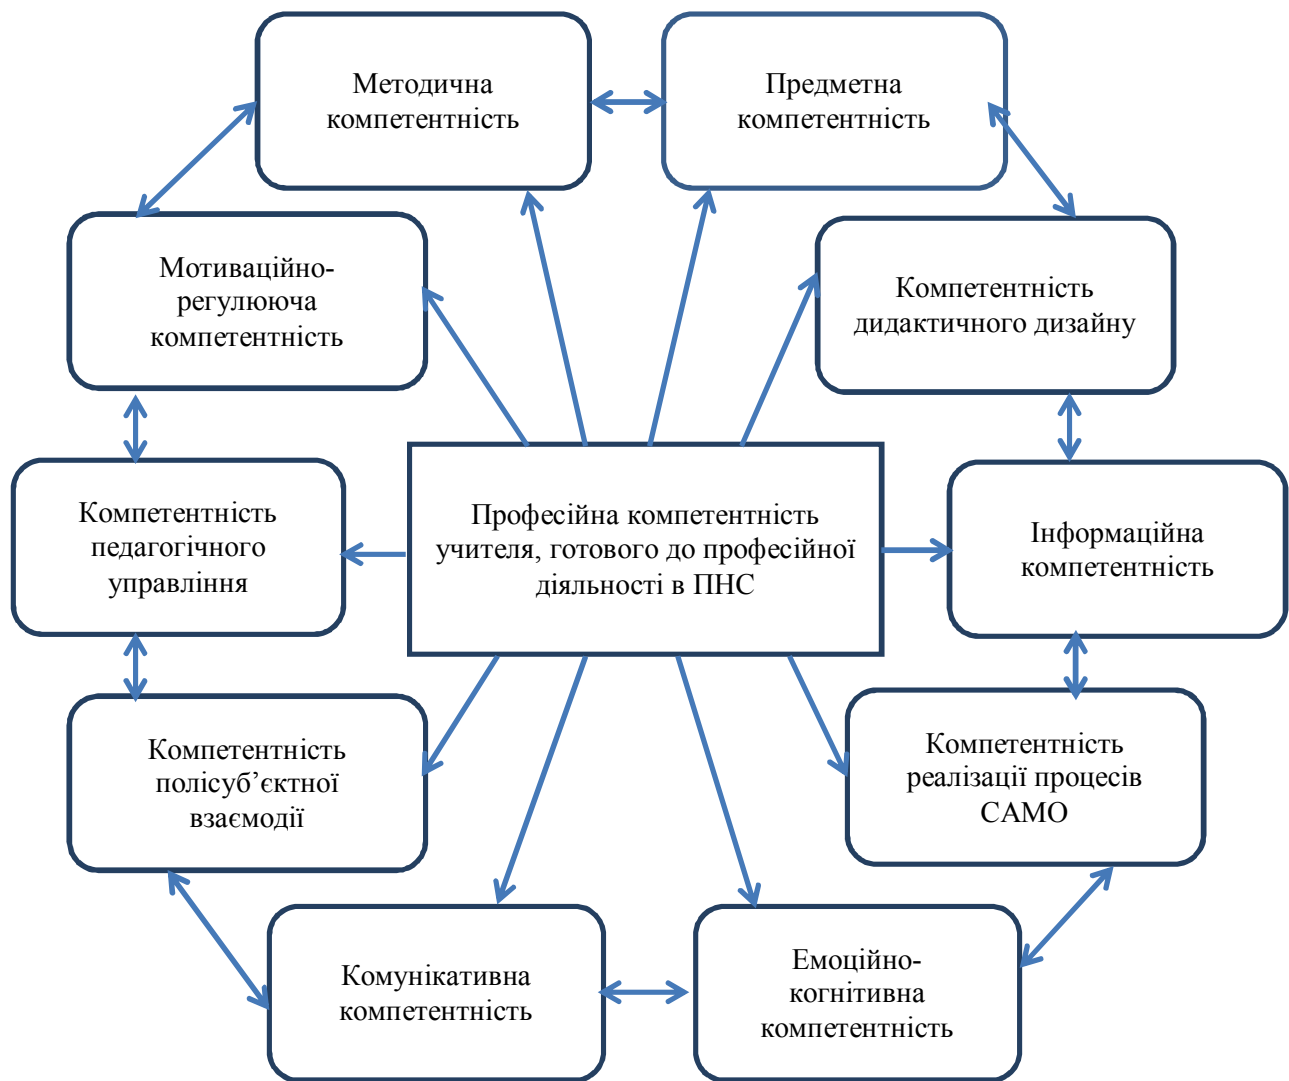 Методична
компетентність
Предметна
компетентність
Мотиваційно-
регулююча
компетентність
Компетентність
дидактичного дизайну
Компетентність
педагогічного
управління
Професійна компетентність
учителя, готового до професійної
діяльності в ПНС
Інформаційна
компетентність
Компетентність
полісуб’єктної
взаємодії
Компетентність
реалізації процесів
САМО
Комунікативна
компетентність
Емоційно-
когнітивна
компетентність